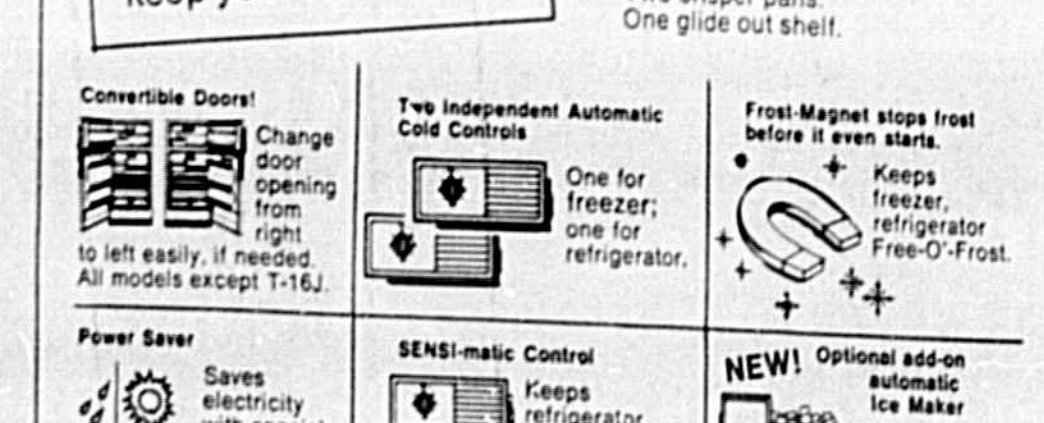 One glide out shelf.
Convertible Doors!
Change
door
opening
from
right
to left easily, if needed.
All models except T-16J.
Two Independent Automatic
Cold Controls
One for
freezer;
one for
refrigerator.
Frost-Magnet stops frost
before it even starts.
Keeps
freezer,
refrigerator
Free-O'-Frost.
Power Saver
Saves
electricity
SENSI-matic Control
Keeps
refrigerator
NEW! Optional add-on
automatic
Ice Maker